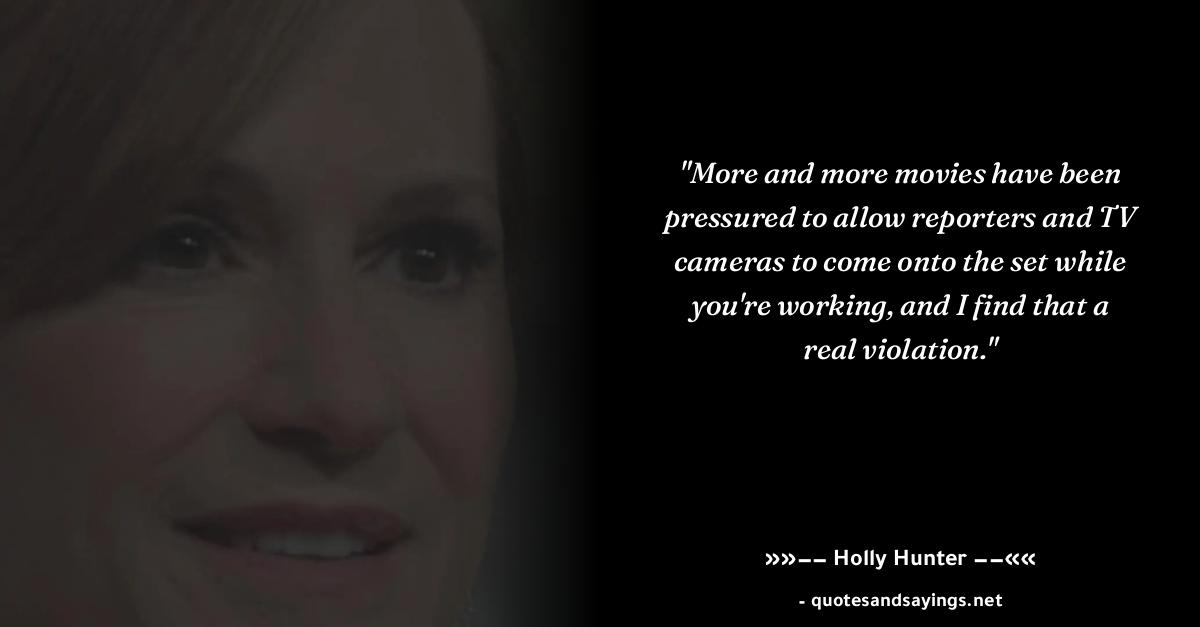 "More and more movies have been
pressured to allow reporters and TV
cameras to come onto the set while
you're working, and I find that a
real violation."
»»−− Holly Hunter −−««
- quotesandsayings.net